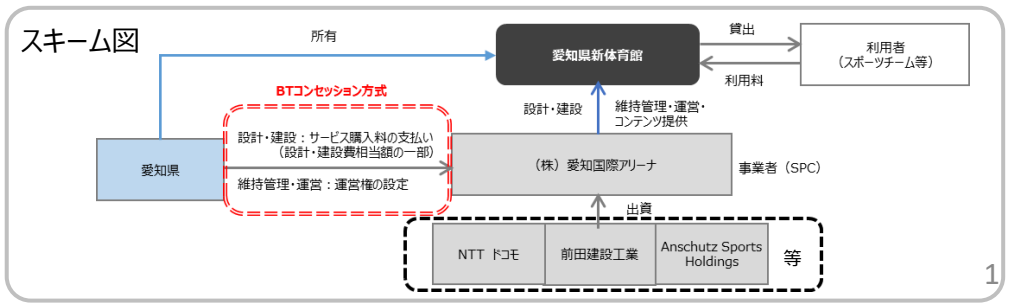 スキーム図
所有
愛知県新体育館
貸出
利用者
（スポーツチーム等）
利用料
BTコンセッション方式
設計・建設
維持管理・運営・
コンテンツ提供
愛知県
設計・建設：サービス購入料の支払い
（設計・建設費相当額の一部）
維持管理・運営：運営権の設定
（株）愛知国際アリーナ
事業者（SPC）
出資
NTT ドコモ
前田建設工業
Anschutz Sports
Holdings
等
1